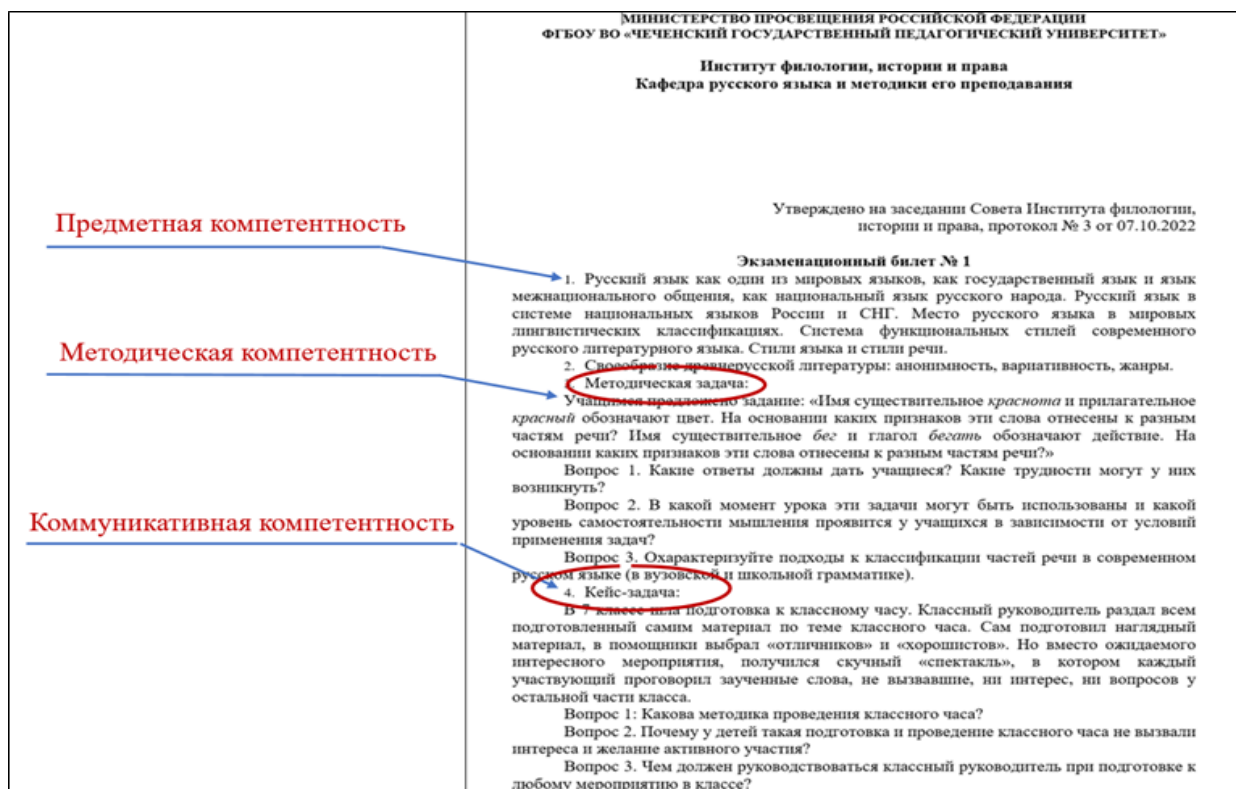 МИНИСТЕРСТВО ПРОСВЕЩЕНИЯ РОССИЙСКОЙ ФЕДЕРАЦИИ
ФГБОУ ВО «ЧЕЧЕНСКИЙ ГОСУДАРСТВЕННЫЙ ПЕДАГОГИЧЕСКИЙ УНИВЕРСИТЕТ»
Институт филологии, истории и права
Кафедра русского языка и методики его преподавания
Утверждено на заседании Совета Института филологии,
истории и права, протокол № 3 от 07.10.2022
Предметная компетентность
Экзаменационный билет № 1
1. Русский язык как один из мировых языков, как государственный язык и язык
межнационального общения, как национальный язык русского народа. Русский язык в
системе национальных языков России и СНГ. Место русского языка в мировых
лингвистических классификациях. Система функциональных стилей современного
русского литературного языка. Стили языка и стили речи.
Методическая компетентность
2. Своеобразие древнерусской литературы: анонимность, вариативность, жанры.
Методическая задача:
Учащимся предложено задание: «Имя существительное краснота и прилагательное
красный обозначают цвет. На основании каких признаков эти слова отнесены к разным
частям речи? Имя существительное бег и глагол бегать обозначают действие. На
основании каких признаков эти слова отнесены к разным частям речи?»
Вопрос 1. Какие ответы должны дать учащиеся? Какие трудности могут у них
возникнуть?
Вопрос 2. В какой момент урока эти задачи могут быть использованы и какой
уровень самостоятельности мышления проявится у учащихся в зависимости от условий
применения задач?
Коммуникативная компетентность
Вопрос 3. Охарактеризуйте подходы к классификации частей речи в современном
русском языке (в вузовской и школьной грамматике).
4. Кейс-задача:
В 7 классе шла подготовка к классному часу. Классный руководитель раздал всем
подготовленный самим материал по теме классного часа. Сам подготовил наглядный
материал, в помощники выбрал «отличников» и «хорошистов». Но вместо ожидаемого
интересного мероприятия, получился скучный «спектакль», в котором каждый
участвующий проговорил заученные слова, не вызвавшие, ни интерес, ни вопросов у
остальной части класса.
Вопрос 1: Какова методика проведения классного часа?
Вопрос 2. Почему у детей такая подготовка и проведение классного часа не вызвали
интереса и желание активного участия?
Вопрос 3. Чем должен руководствоваться классный руководитель при подготовке к
любому мероприятию в классе?